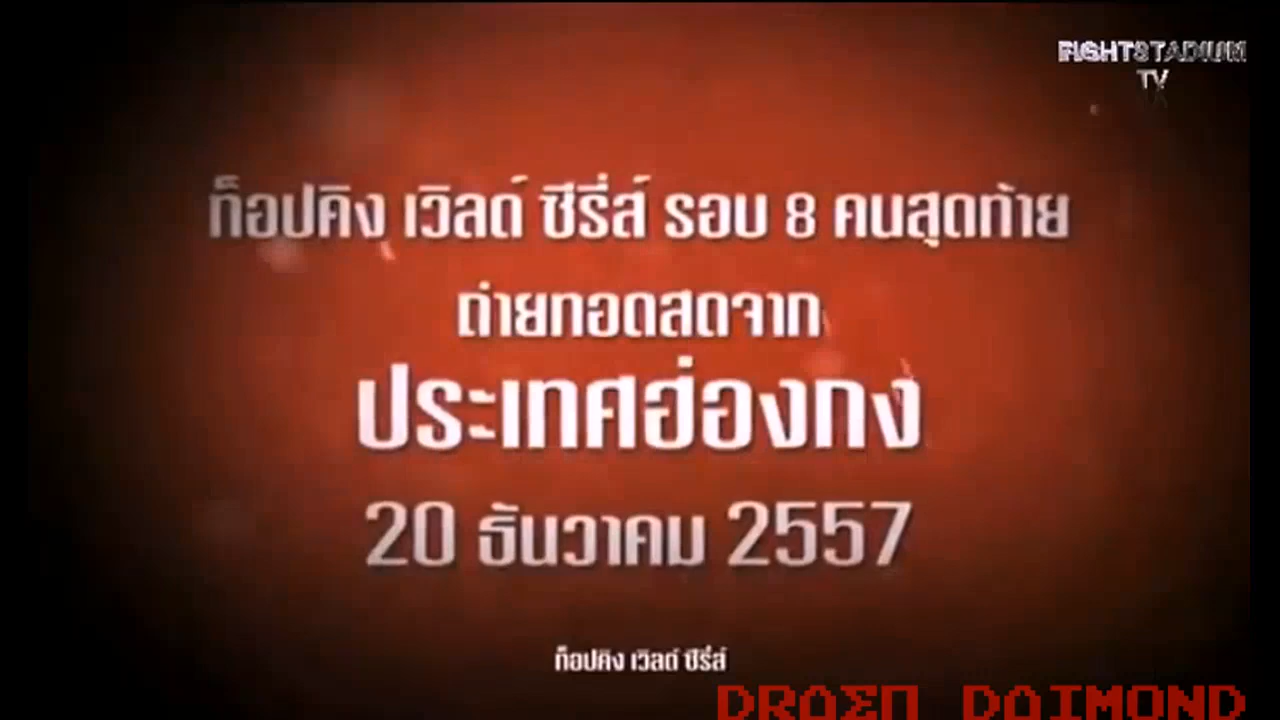 FIGHTSTADIUM
TV
ท็อปคิง เวิลด์ ซีรี่ส์ รอบ 8 คนสุดท้าย
ถ่ายทอดสดจาก
ประเทศฮ่องกง
20 ธันวาคม 2557
ท็อปคิง เวิลด์ ซีรี่ส์
DRAΣΠ DAIMOND